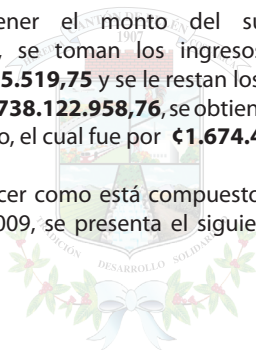 ener el monto del su
, se toman los ingresos
5.519,75 y se le restan los
738.122.958,76, se obtien
o, el cual fue por ¢1.674.4
cer como está compuesto
009, se presenta el siguie
1907
DESARROLLO